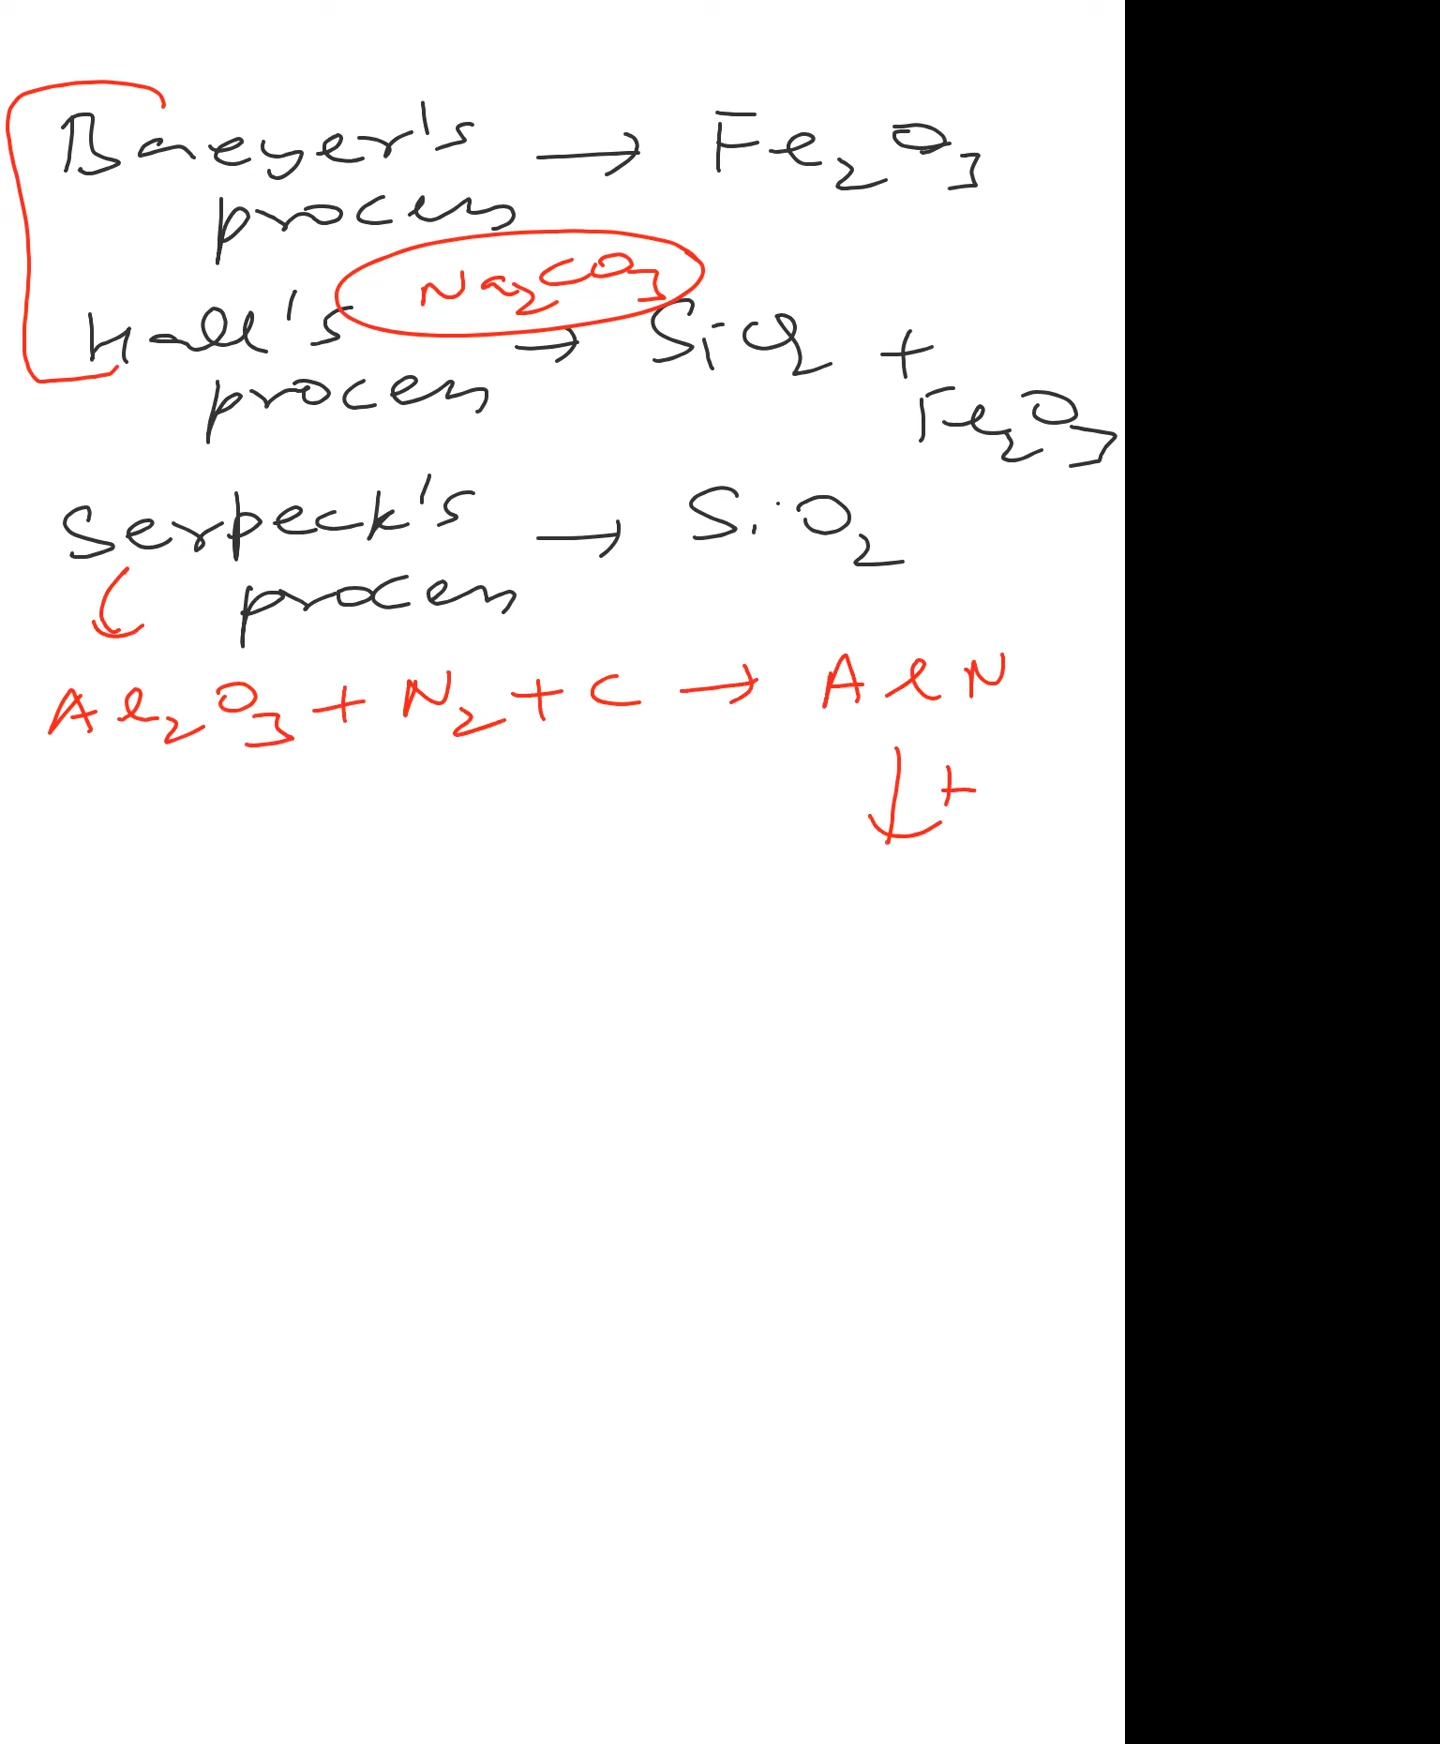 Baeyer's → Fe₂O₃
process
Na₂CO₃
Hall's → SiO₂ +
process Fe₂O₃
Serpeck's → SiO₂
process
Al₂O₃ + N₂ + C → AlN
↓ +